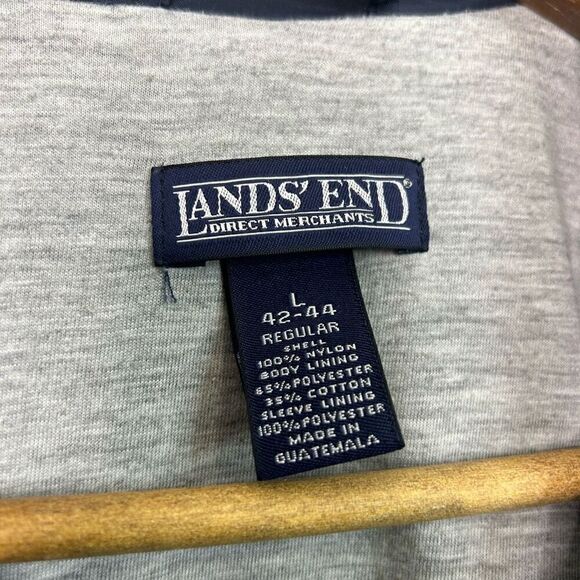 LANDS' END®
DIRECT MERCHANTS
L
42-44
REGULAR
SHELL
100% NYLON
BODY LINING
65% POLYESTER
35% COTTON
SLEEVE LINING
100% POLYESTER
MADE IN
GUATEMALA